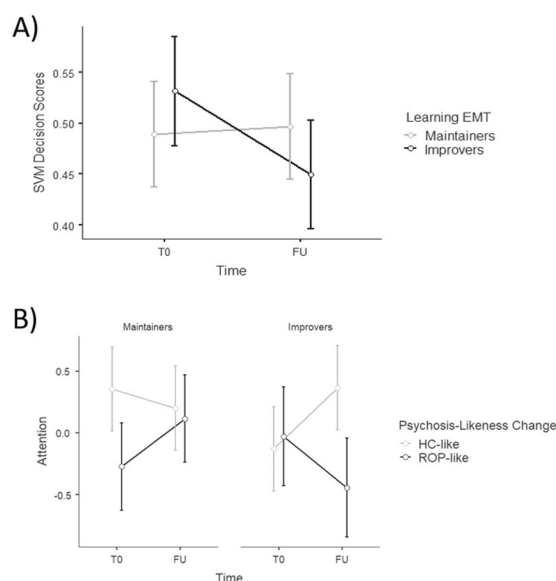 A)
SVM Decision Scores
0.55
0.50
0.45
0.40
T0
FU
Time
Learning EMT
Maintainers
Improvers
B)
Maintainers
Improvers
Attention
0.5
0.0
-0.5
T0
FU
T0
FU
Time
Psychosis-Likeness Change
HC-like
ROP-like